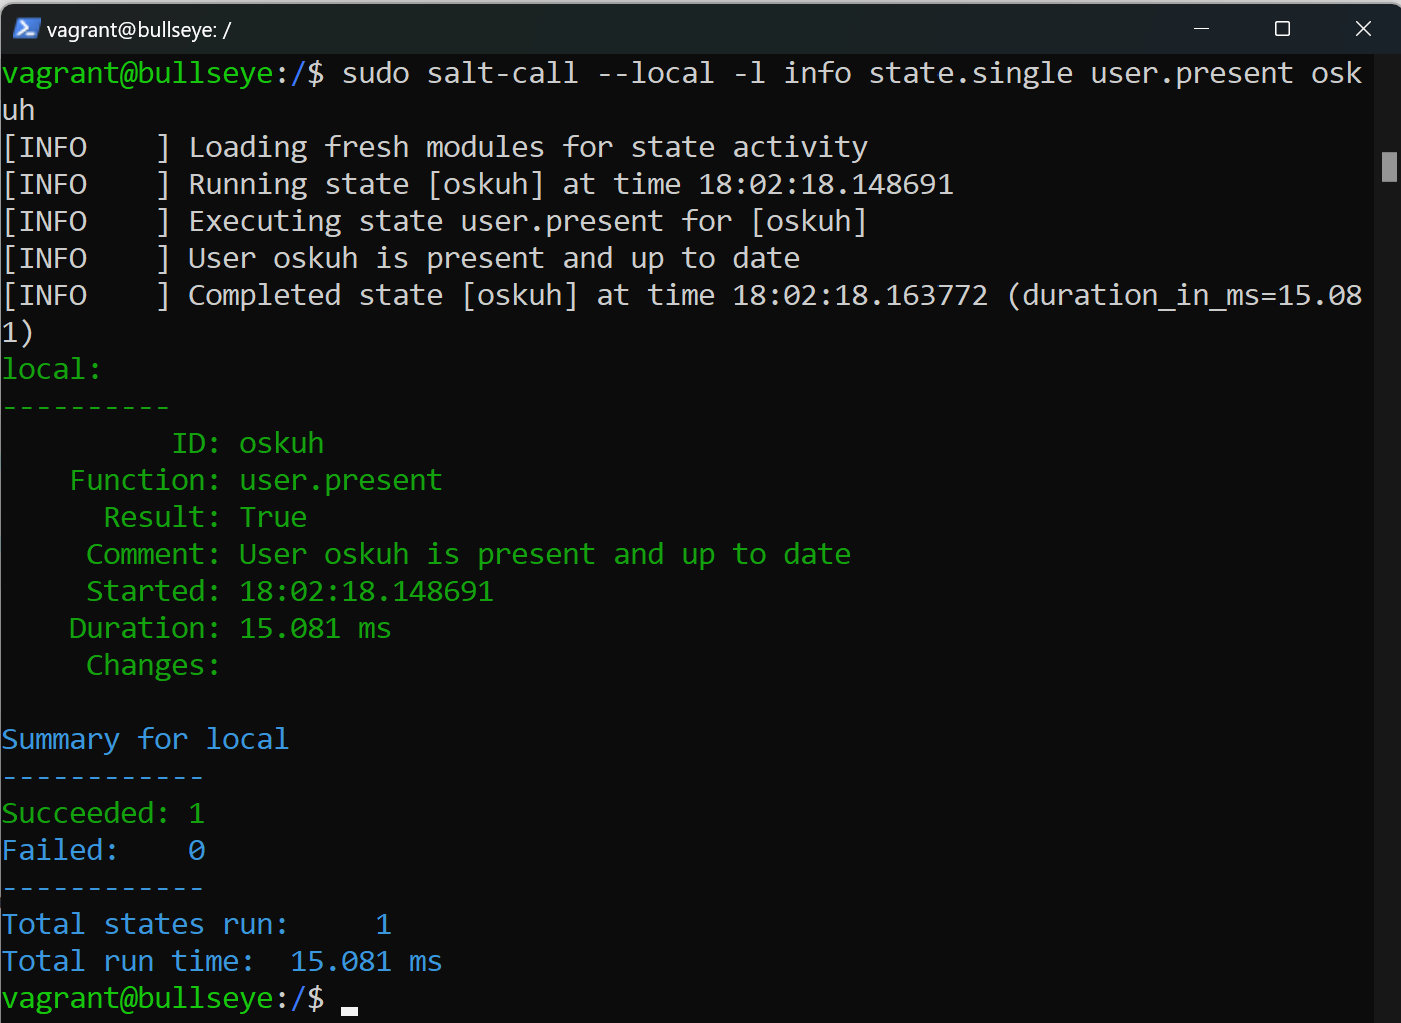 vagrant@bullseye: /
vagrant@bullseye:/$ sudo salt-call --local -l info state.single user.present osk
uh
[INFO    ] Loading fresh modules for state activity
[INFO    ] Running state [oskuh] at time 18:02:18.148691
[INFO    ] Executing state user.present for [oskuh]
[INFO    ] User oskuh is present and up to date
[INFO    ] Completed state [oskuh] at time 18:02:18.163772 (duration_in_ms=15.08
1)
local:
----------
          ID: oskuh
    Function: user.present
      Result: True
     Comment: User oskuh is present and up to date
     Started: 18:02:18.148691
    Duration: 15.081 ms
     Changes:
Summary for local
------------
Succeeded: 1
Failed:    0
------------
Total states run:     1
Total run time:  15.081 ms
vagrant@bullseye:/$